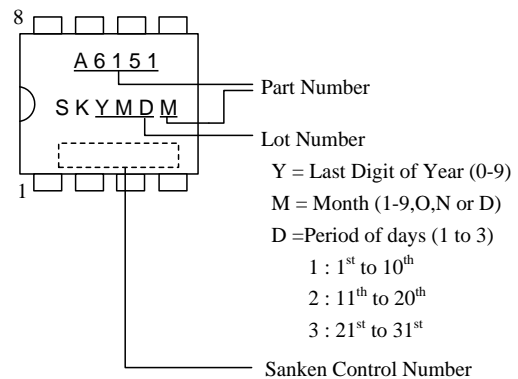 8
A6151
Part Number
SKYMDM
Lot Number
Y = Last Digit of Year (0-9)
M = Month (1-9,O,N or D)
D =Period of days (1 to 3)
1 : 1st to 10th
2 : 11th to 20th
3 : 21st to 31st
1
Sanken Control Number